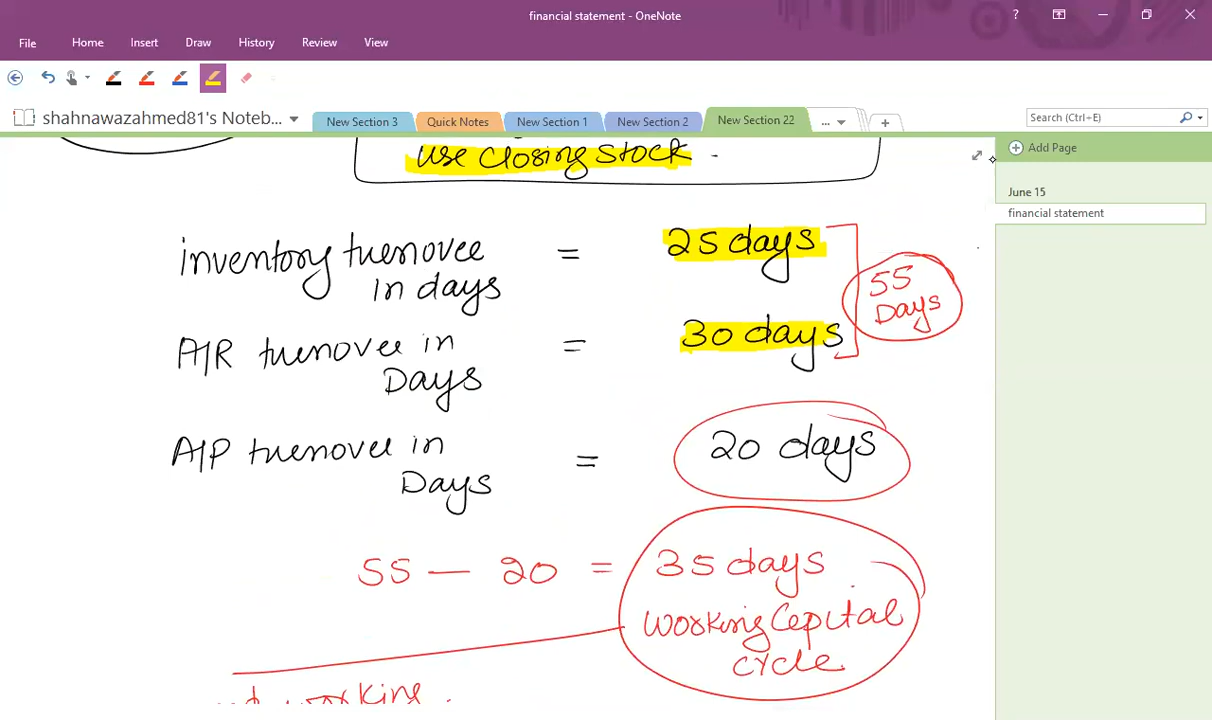 financial statement - OneNote
?
File Home Insert Draw History Review View
shahnawazahmed81's Noteb... New Section 3 Quick Notes New Section 1 New Section 2 New Section 22 ...
Search (Ctrl+E)
Add Page
June 15
financial statement
Use Closing Stock
inventory turnovee = 25 days
in days
55
Days
A/R turnover in = 30 days
Days
A/P turnover in = 20 days
Days
55 — 20 = 35 days
Working Cepital
cycle
working